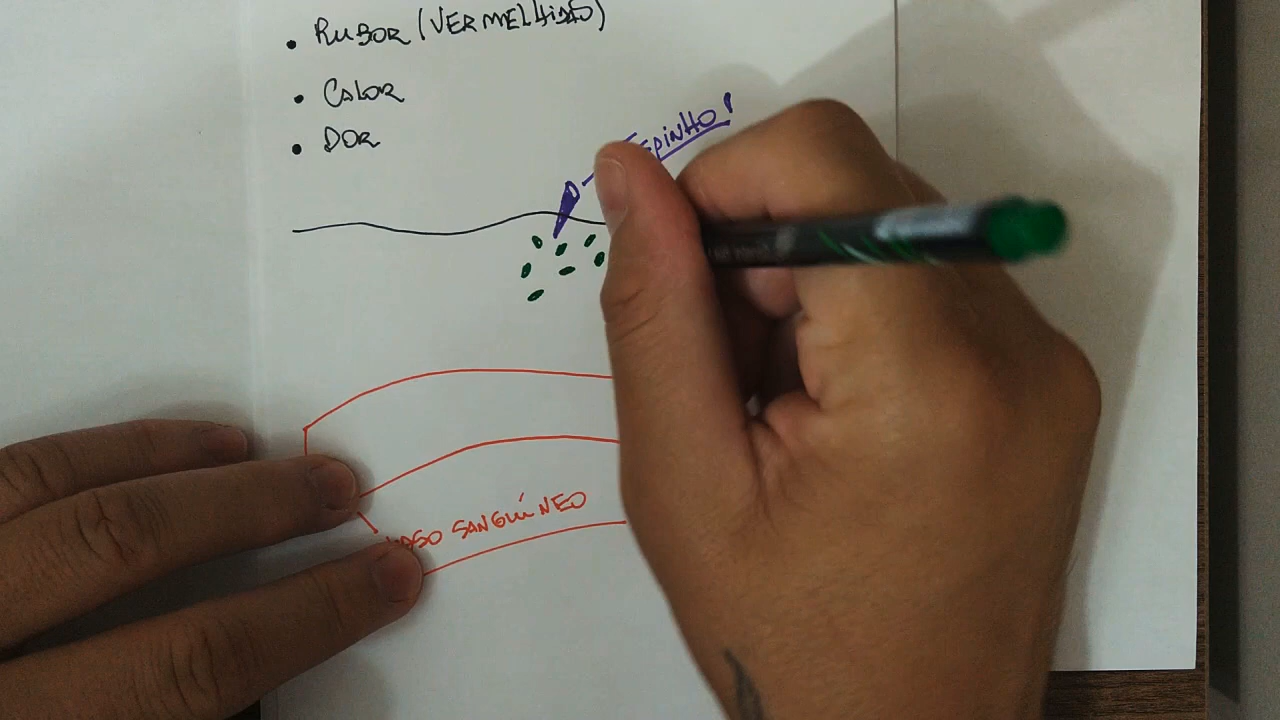 • RUBOR (VERMELHIDÃO)
• CALOR
• DOR
ESPINHO!
VASO SANGUÍNEO